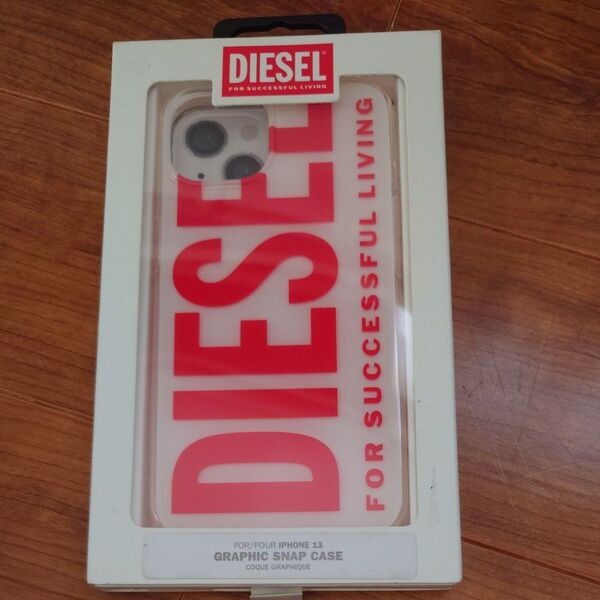 DIESEL
FOR SUCCESSFUL LIVING
DIESEL
FOR SUCCESSFUL LIVING
FOR/POUR IPHONE 13
GRAPHIC SNAP CASE
COQUE GRAPHIQUE